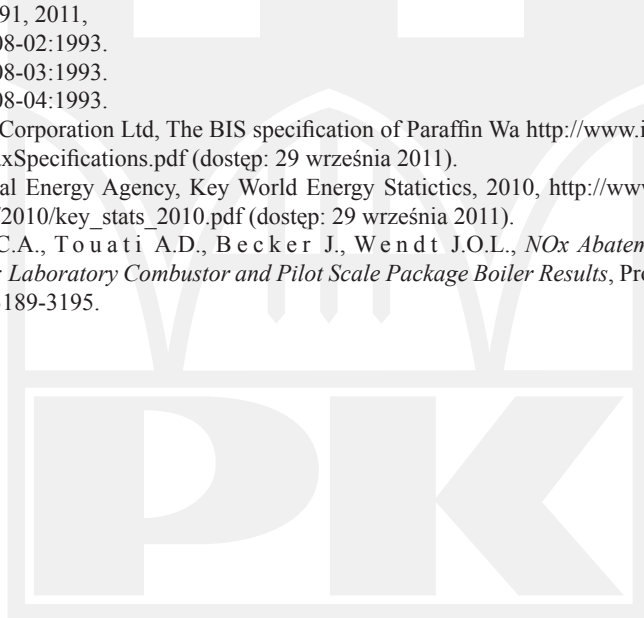 91, 2011,
08-02:1993.
08-03:1993.
08-04:1993.
Corporation Ltd, The BIS specification of Paraffin Wa http://www.i
xSpecifications.pdf (dostęp: 29 września 2011).
al Energy Agency, Key World Energy Statictics, 2010, http://www
/2010/key_stats_2010.pdf (dostęp: 29 września 2011).
C.A., Touati A.D., Becker J., Wendt J.O.L., NOx Abatem
: Laboratory Combustor and Pilot Scale Package Boiler Results, Pro
189-3195.
PK